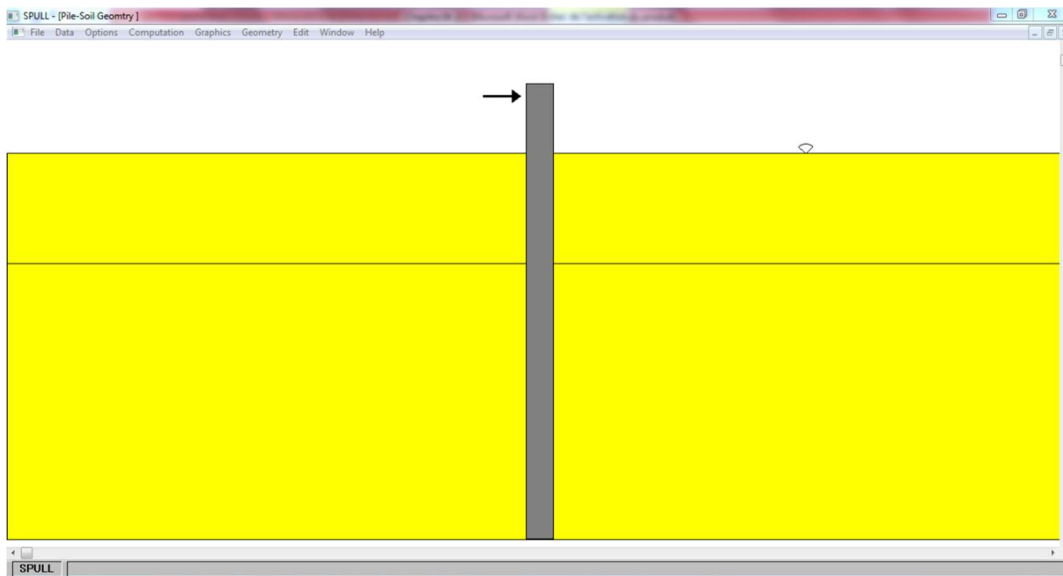 SPULL - [Pile-Soil Geomtry ]
File Data Options Computation Graphics Geometry Edit Window Help
SPULL